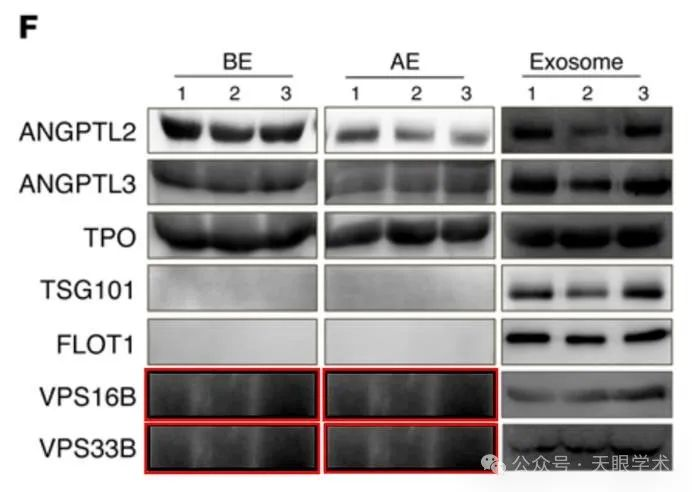 F
BE AE Exosome
1 2 3 1 2 3 1 2 3
ANGPTL2
ANGPTL3
TPO
TSG101
FLOT1
VPS16B
VPS33B
公众号·天眼学术